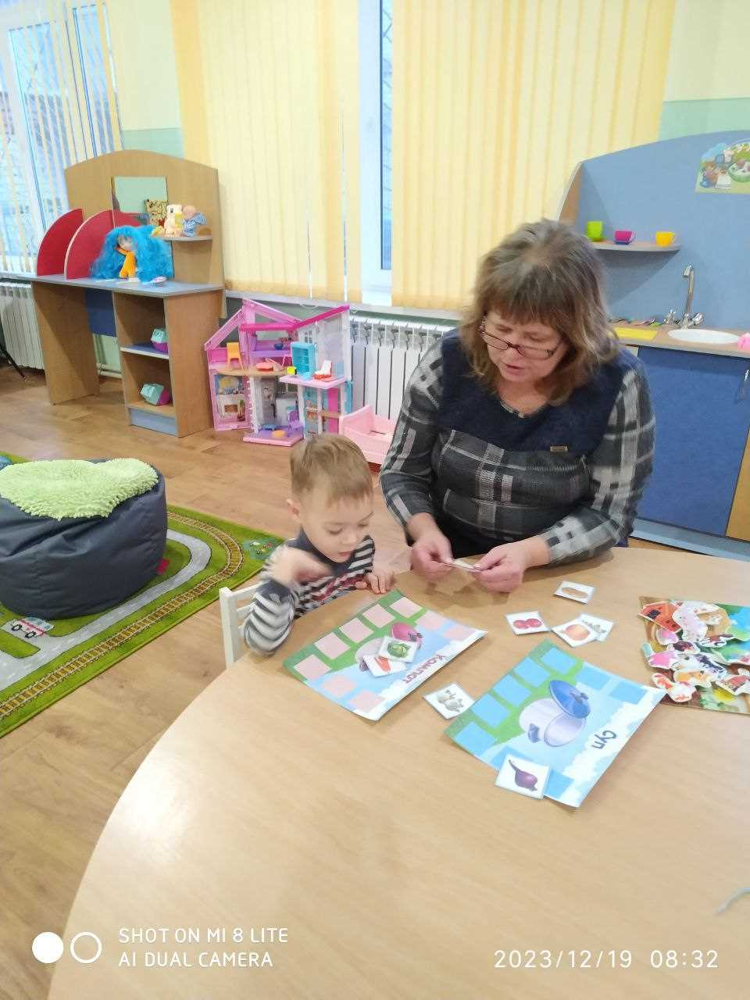 Компот
Суп
SHOT ON MI 8 LITE
AI DUAL CAMERA
2023/12/19 08:32